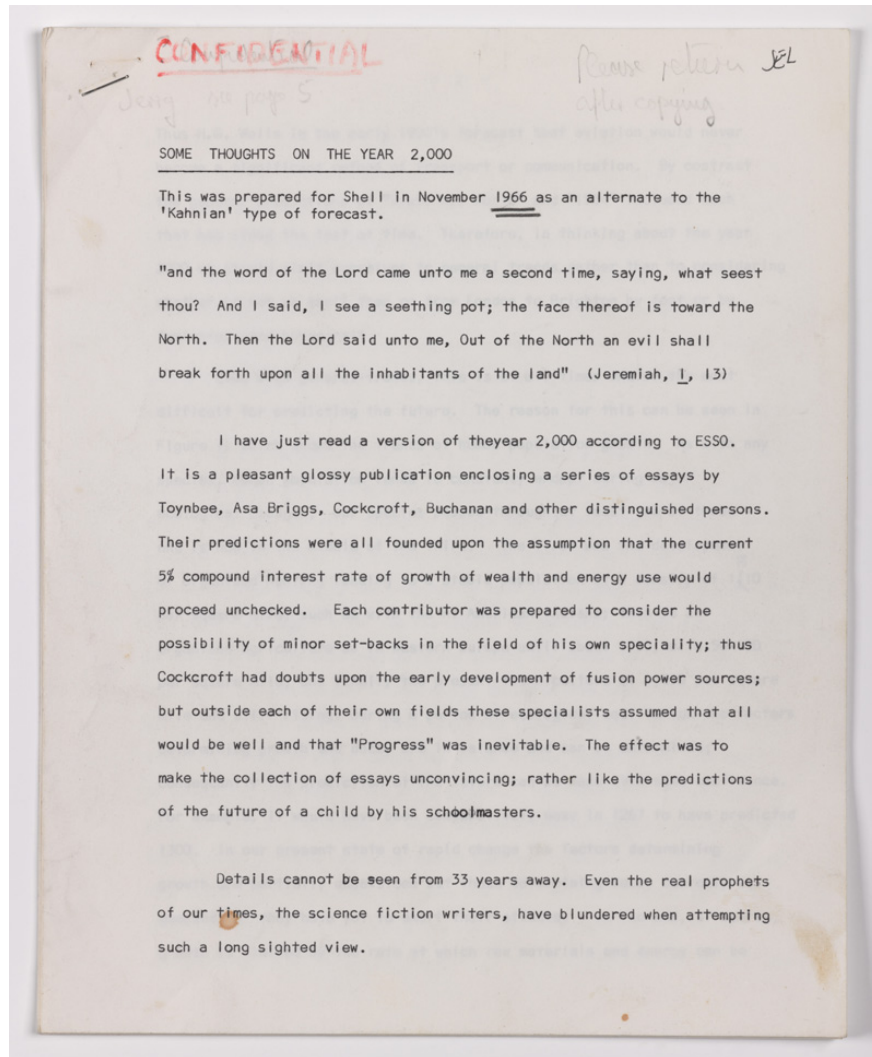 CONFIDENTIAL
Please return JEL
Jerry see page 5
after copying
SOME THOUGHTS ON THE YEAR 2,000
This was prepared for Shell in November 1966 as an alternate to the
'Kahnian' type of forecast.
"and the word of the Lord came unto me a second time, saying, what seest
thou? And I said, I see a seething pot; the face thereof is toward the
North. Then the Lord said unto me, Out of the North an evil shall
break forth upon all the inhabitants of the land" (Jeremiah, 1, 13)
I have just read a version of theyear 2,000 according to ESSO.
It is a pleasant glossy publication enclosing a series of essays by
Toynbee, Asa Briggs, Cockcroft, Buchanan and other distinguished persons.
Their predictions were all founded upon the assumption that the current
5% compound interest rate of growth of wealth and energy use would
proceed unchecked. Each contributor was prepared to consider the
possibility of minor set-backs in the field of his own speciality; thus
Cockcroft had doubts upon the early development of fusion power sources;
but outside each of their own fields these specialists assumed that all
would be well and that "Progress" was inevitable. The effect was to
make the collection of essays unconvincing; rather like the predictions
of the future of a child by his schoolmasters.
Details cannot be seen from 33 years away. Even the real prophets
of our times, the science fiction writers, have blundered when attempting
such a long sighted view.